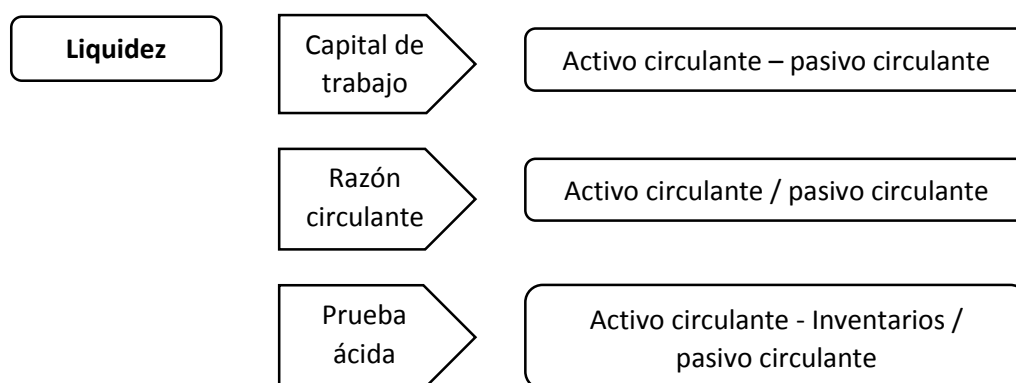 Liquidez
Capital de
trabajo
Activo circulante – pasivo circulante
Razón
circulante
Activo circulante / pasivo circulante
Prueba
ácida
Activo circulante - Inventarios /
pasivo circulante